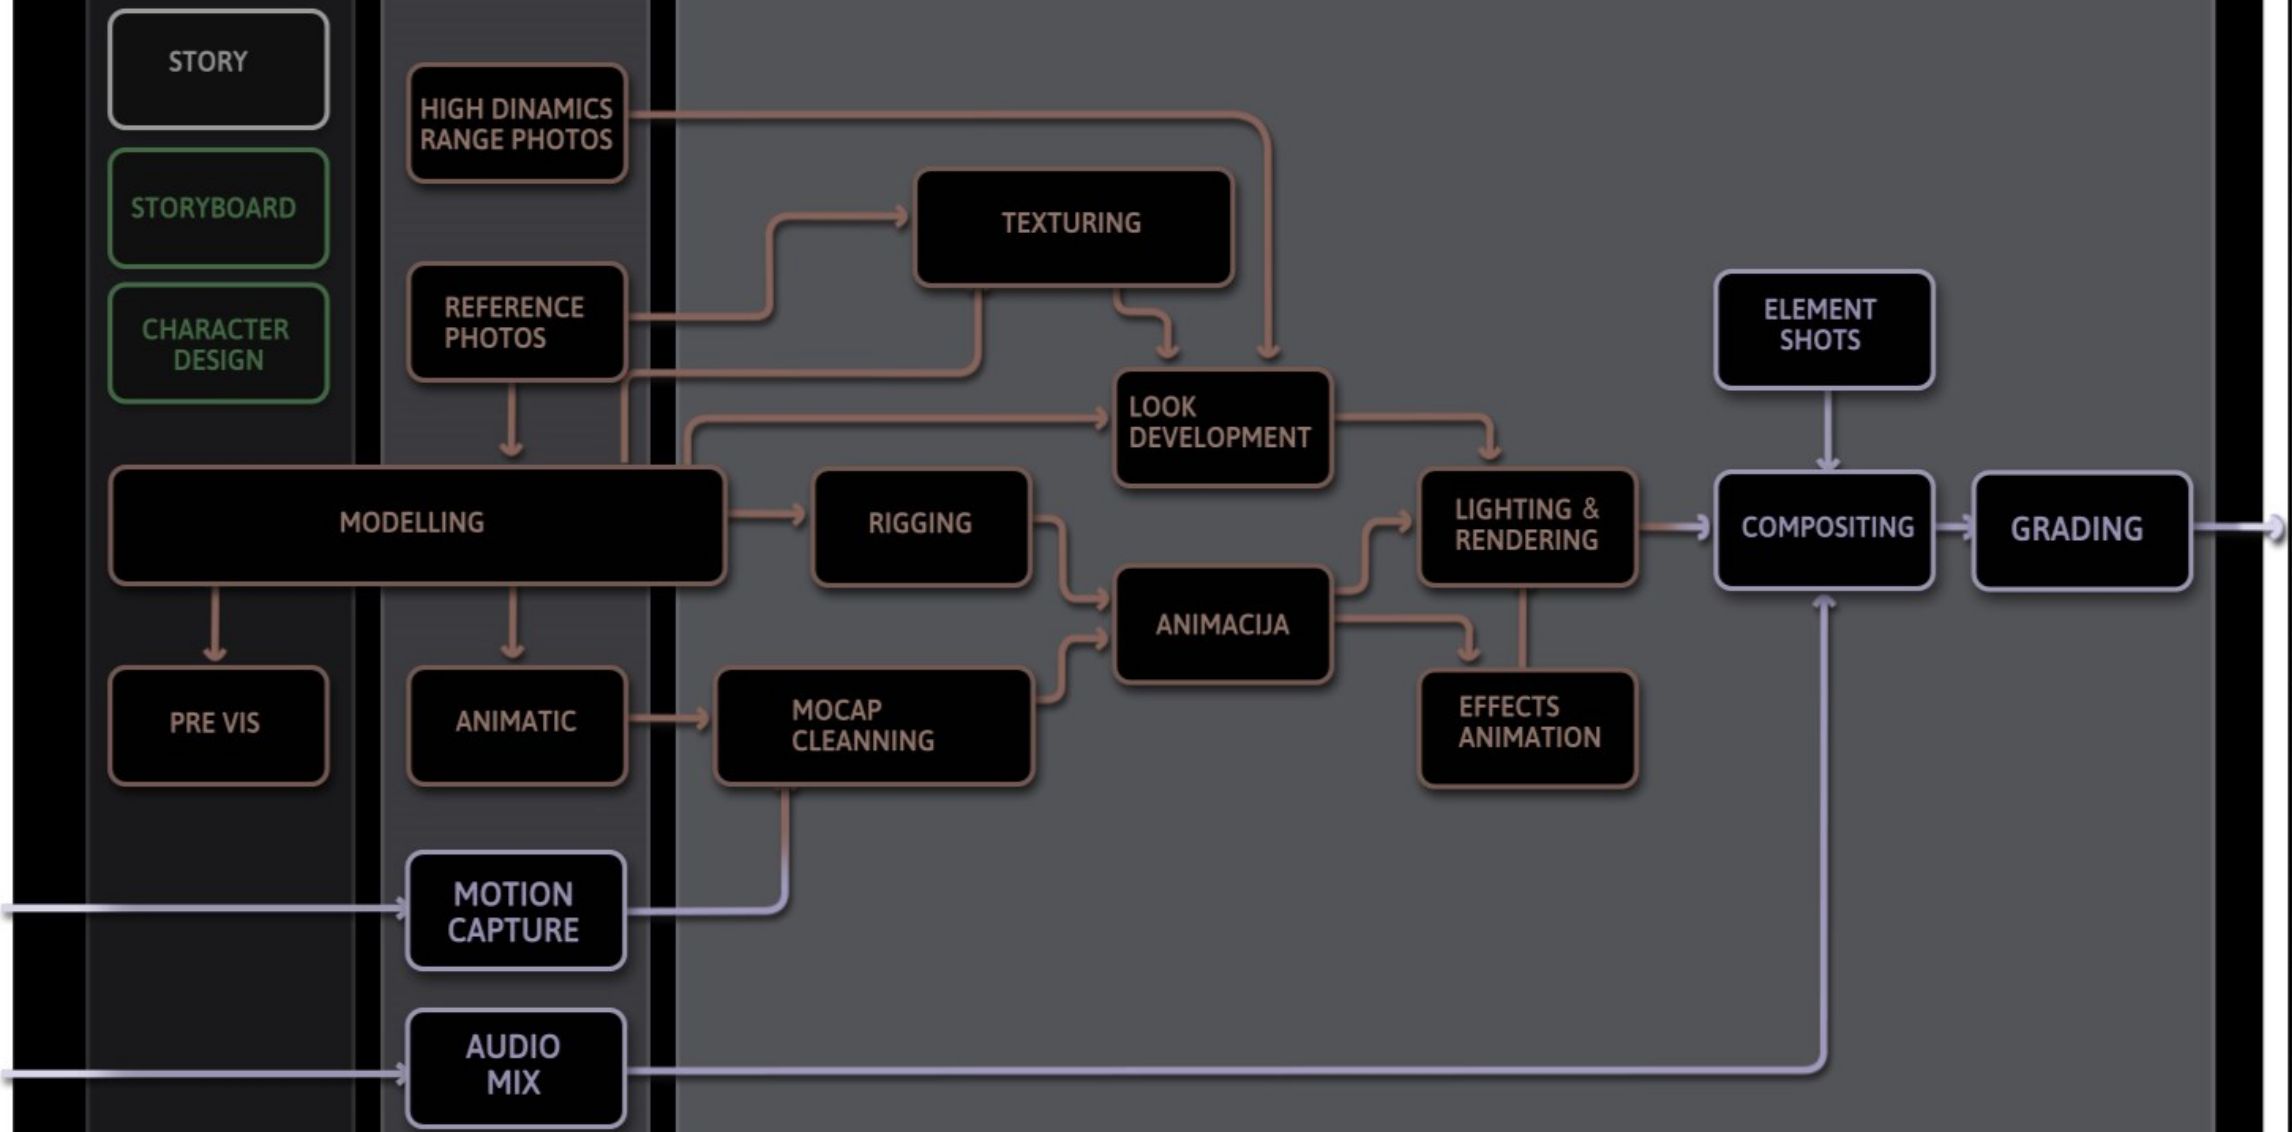 STORY
STORYBOARD
CHARACTER
DESIGN
HIGH DINAMICS
RANGE PHOTOS
REFERENCE
PHOTOS
TEXTURING
ELEMENT
SHOTS
LOOK
DEVELOPMENT
MODELLING
RIGGING
LIGHTING &
RENDERING
COMPOSITING
GRADING
ANIMACIJA
PRE VIS
ANIMATIC
MOCAP
CLEANNING
EFFECTS
ANIMATION
MOTION
CAPTURE
AUDIO
MIX